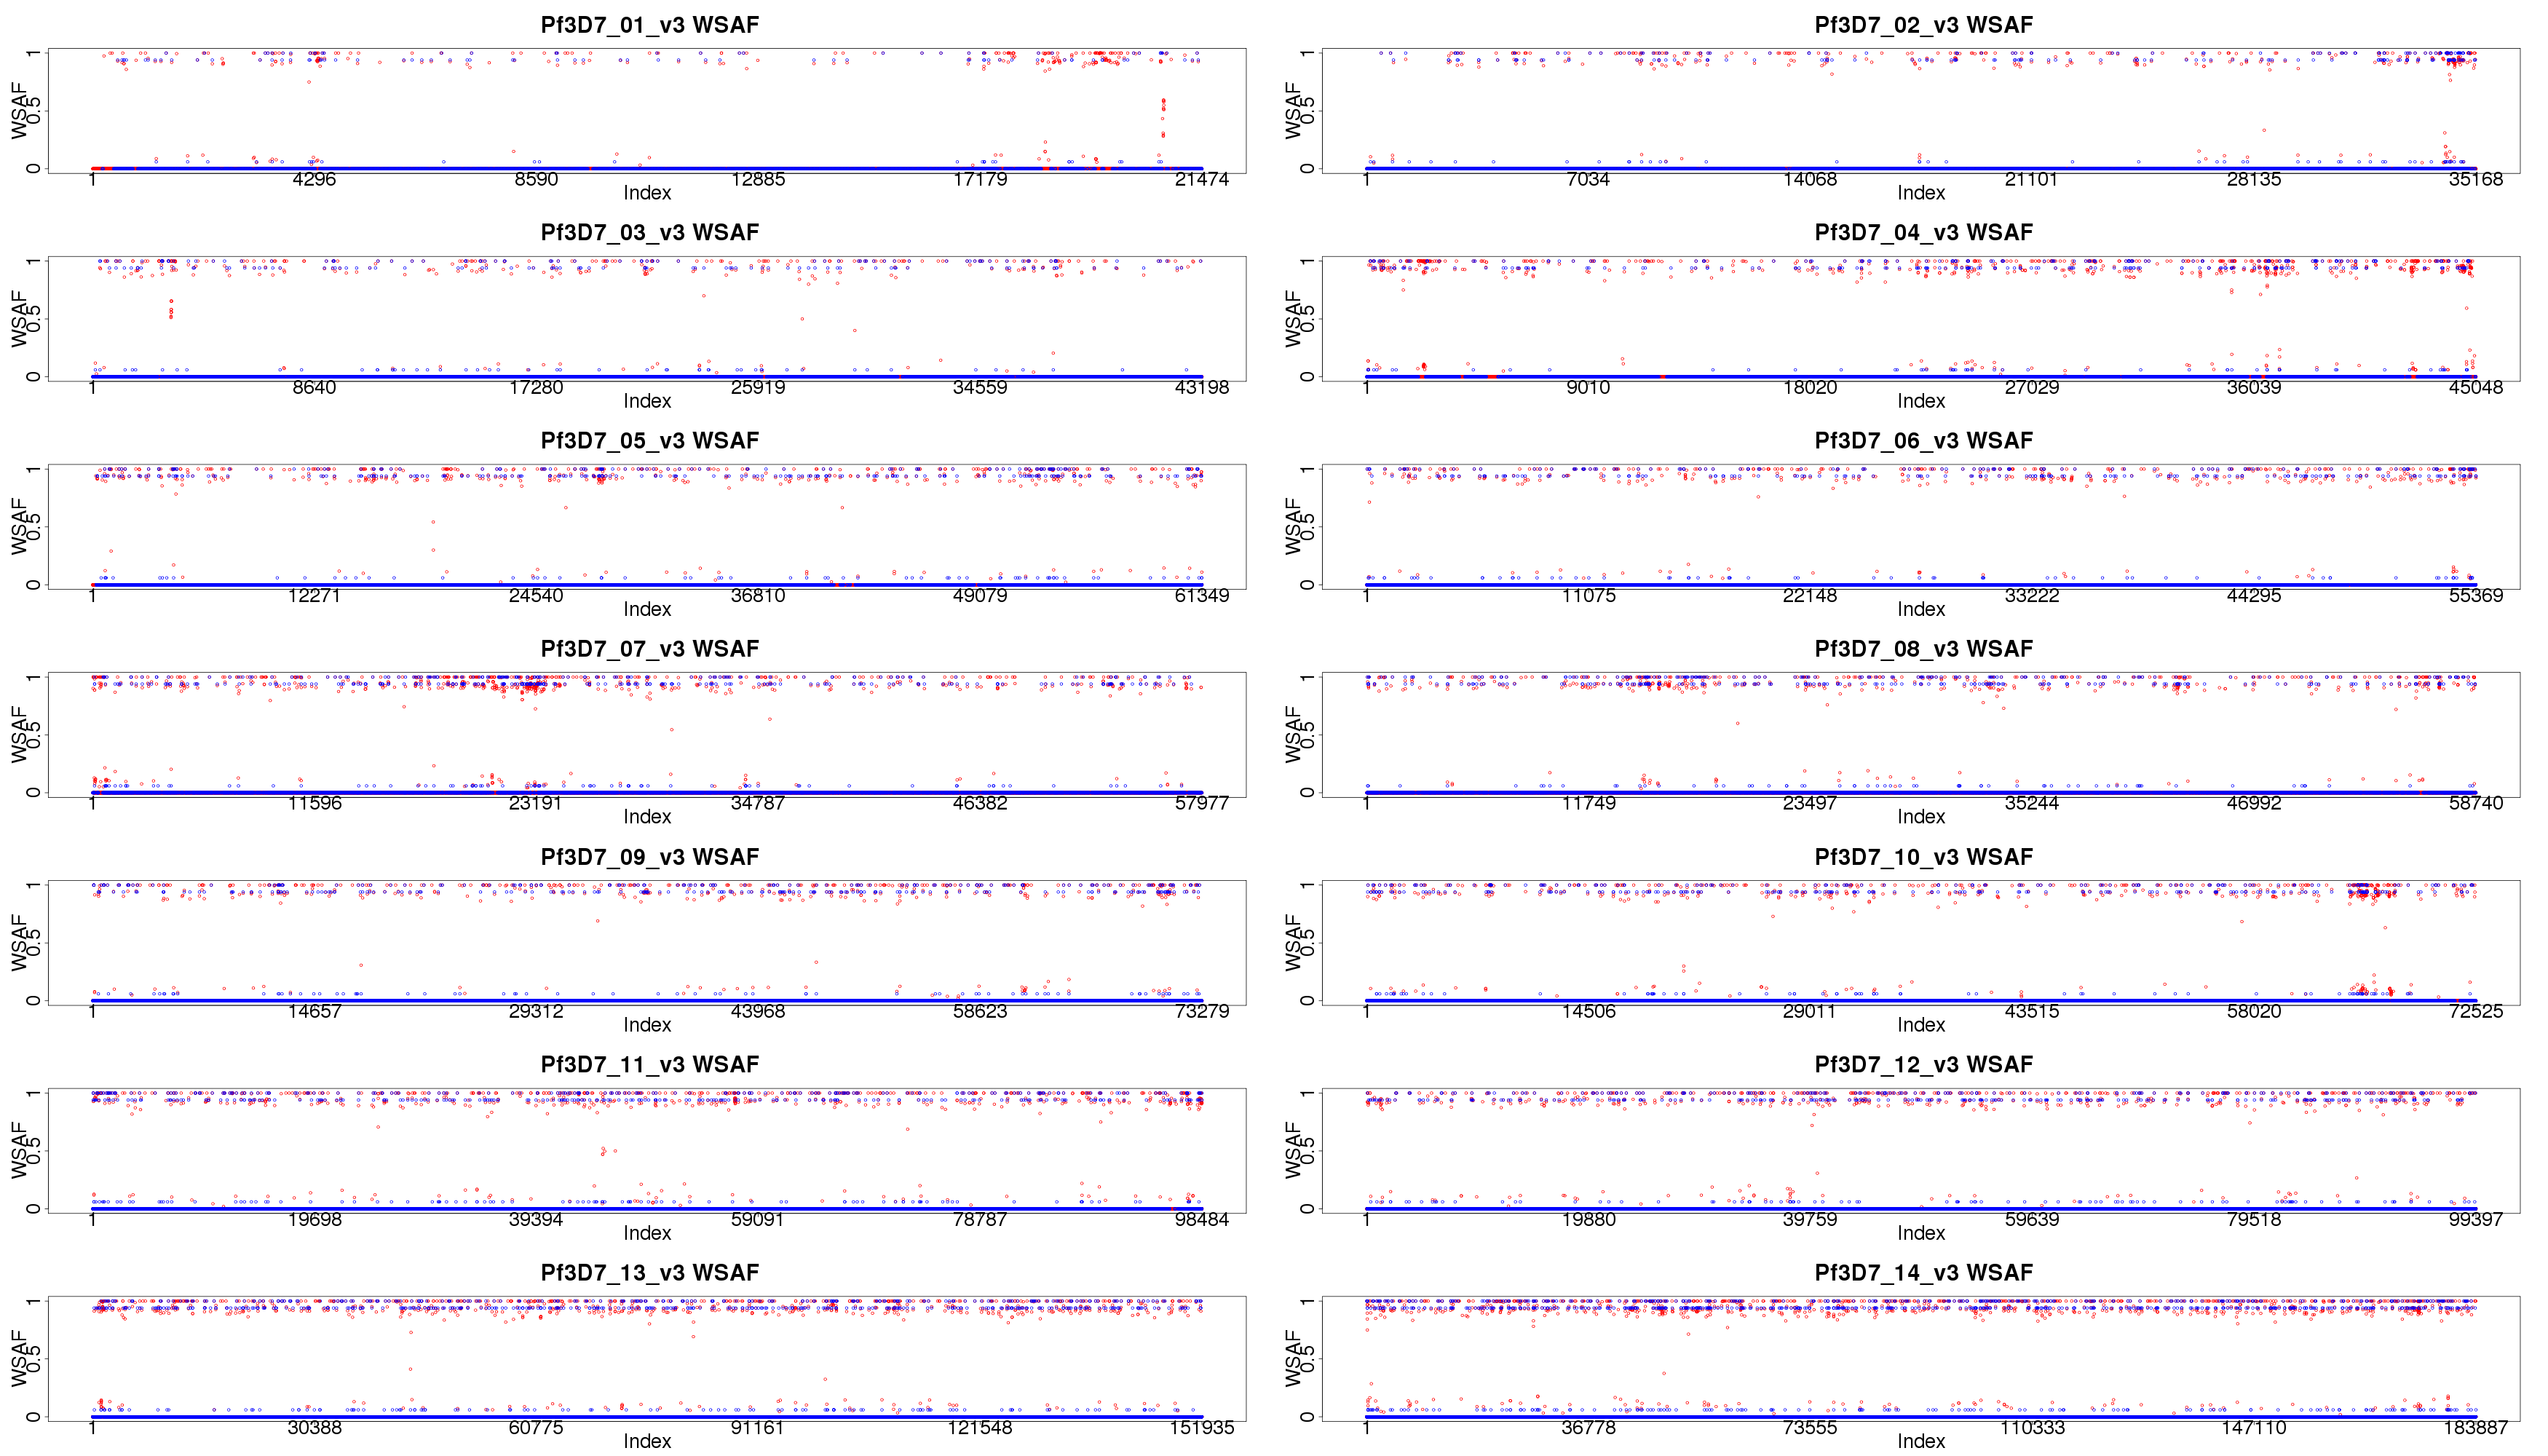 Pf3D7_01_v3 WSAF
WSAF
0 0.5 1
1 4296 8590 12885 17179 21474
Index
Pf3D7_02_v3 WSAF
WSAF
0 0.5 1
1 7034 14068 21101 28135 35168
Index
Pf3D7_03_v3 WSAF
WSAF
0 0.5 1
1 8640 17280 25919 34559 43198
Index
Pf3D7_04_v3 WSAF
WSAF
0 0.5 1
1 9010 18020 27029 36039 45048
Index
Pf3D7_05_v3 WSAF
WSAF
0 0.5 1
1 12271 24540 36810 49079 61349
Index
Pf3D7_06_v3 WSAF
WSAF
0 0.5 1
1 11075 22148 33222 44295 55369
Index
Pf3D7_07_v3 WSAF
WSAF
0 0.5 1
1 11596 23191 34787 46382 57977
Index
Pf3D7_08_v3 WSAF
WSAF
0 0.5 1
1 11749 23497 35244 46992 58740
Index
Pf3D7_09_v3 WSAF
WSAF
0 0.5 1
1 14657 29312 43968 58623 73279
Index
Pf3D7_10_v3 WSAF
WSAF
0 0.5 1
1 14506 29011 43515 58020 72525
Index
Pf3D7_11_v3 WSAF
WSAF
0 0.5 1
1 19698 39394 59091 78787 98484
Index
Pf3D7_12_v3 WSAF
WSAF
0 0.5 1
1 19880 39759 59639 79518 99397
Index
Pf3D7_13_v3 WSAF
WSAF
0 0.5 1
1 30388 60775 91161 121548 151935
Index
Pf3D7_14_v3 WSAF
WSAF
0 0.5 1
1 36778 73555 110333 147110 183887
Index